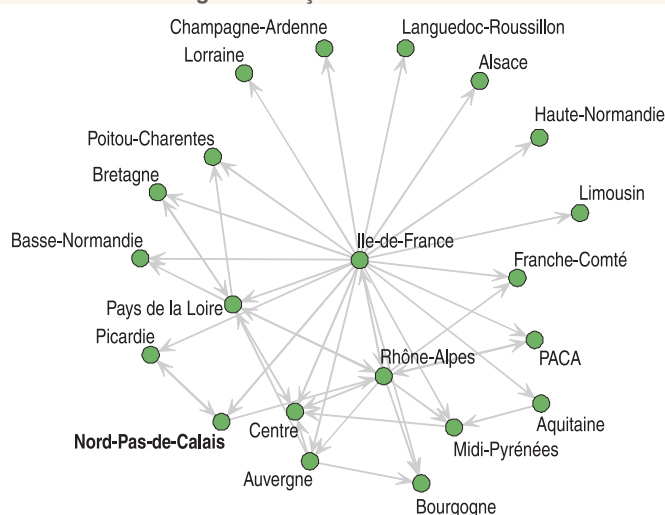 Champagne-Ardenne
Languedoc-Roussillon
Lorraine
Alsace
Haute-Normandie
Poitou-Charentes
Bretagne
Limousin
Basse-Normandie
Ile-de-France
Franche-Comté
Pays de la Loire
Picardie
Rhône-Alpes
PACA
Nord-Pas-de-Calais
Centre
Aquitaine
Midi-Pyrénées
Auvergne
Bourgogne